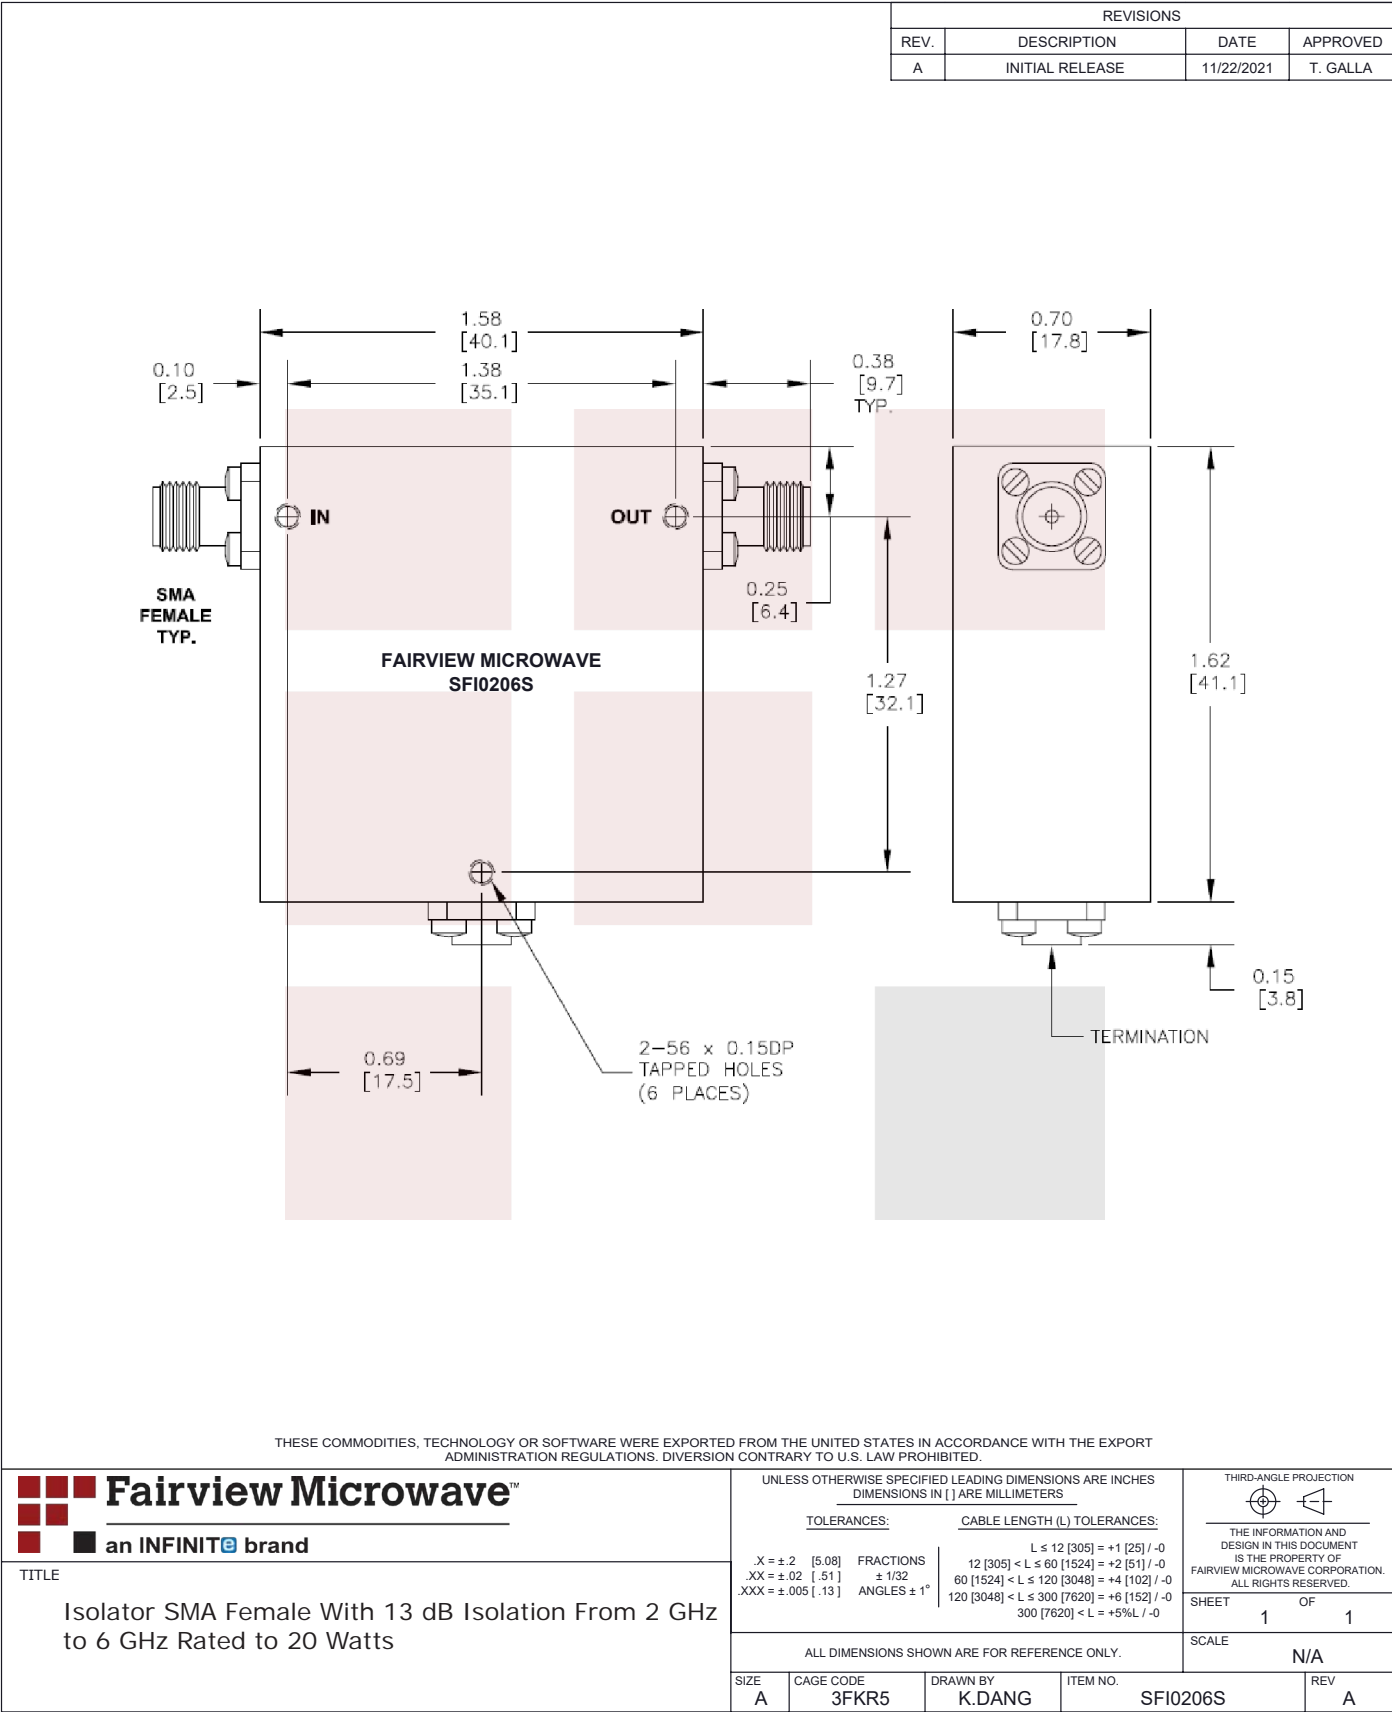 REVISIONS
REV. DESCRIPTION DATE APPROVED
A INITIAL RELEASE 11/22/2021 T. GALLA
1.58
[40.1]
0.70
[17.8]
0.10
[2.5]
1.38
[35.1]
0.38
[9.7]
TYP.
IN
OUT
SMA
FEMALE
TYP.
0.25
[6.4]
FAIRVIEW MICROWAVE
SFI0206S
1.27
[32.1]
1.62
[41.1]
0.15
[3.8]
TERMINATION
2-56 x 0.15DP
TAPPED HOLES
(6 PLACES)
0.69
[17.5]
THESE COMMODITIES, TECHNOLOGY OR SOFTWARE WERE EXPORTED FROM THE UNITED STATES IN ACCORDANCE WITH THE EXPORT
ADMINISTRATION REGULATIONS. DIVERSION CONTRARY TO U.S. LAW PROHIBITED.
Fairview Microwave™
an INFINITe brand
TITLE
Isolator SMA Female With 13 dB Isolation From 2 GHz
to 6 GHz Rated to 20 Watts
UNLESS OTHERWISE SPECIFIED LEADING DIMENSIONS ARE INCHES
DIMENSIONS IN [ ] ARE MILLIMETERS
TOLERANCES:
.X = ±.2 [5.08] FRACTIONS
.XX = ±.02 [ .51 ] ± 1/32
.XXX = ±.005 [ .13 ] ANGLES ± 1°
CABLE LENGTH (L) TOLERANCES:
L ≤ 12 [305] = +1 [25] / -0
12 [305] < L ≤ 60 [1524] = +2 [51] / -0
60 [1524] < L ≤ 120 [3048] = +4 [102] / -0
120 [3048] < L ≤ 300 [7620] = +6 [152] / -0
300 [7620] < L = +5%L / -0
THIRD-ANGLE PROJECTION
THE INFORMATION AND
DESIGN IN THIS DOCUMENT
IS THE PROPERTY OF
FAIRVIEW MICROWAVE CORPORATION.
ALL RIGHTS RESERVED.
SHEET OF
1 1
ALL DIMENSIONS SHOWN ARE FOR REFERENCE ONLY.
SCALE
N/A
SIZE CAGE CODE DRAWN BY ITEM NO. REV
A 3FKR5 K.DANG SFI0206S A